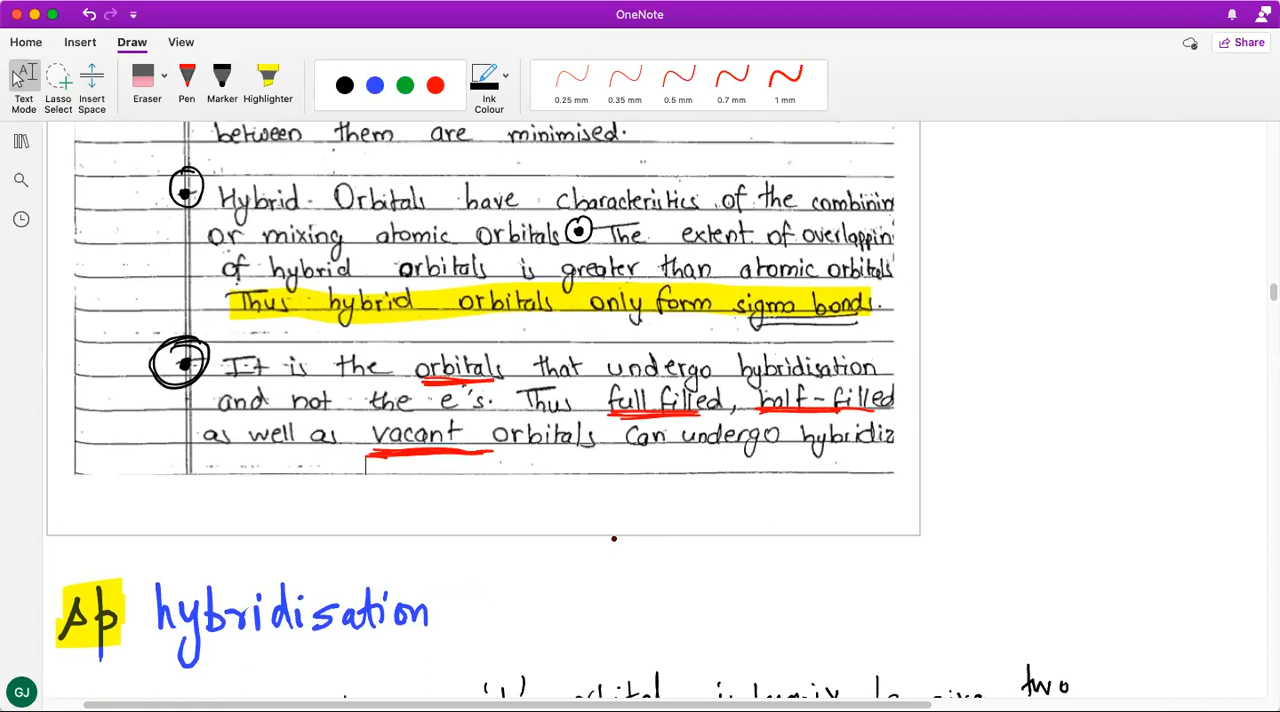 OneNote
Home Insert Draw View
Share
Text Mode
Lasso Select
Insert Space
Eraser
Pen
Marker
Highlighter
Ink Colour
0.25 mm
0.35 mm
0.5 mm
0.7 mm
1 mm
between them are minimised.
Hybrid Orbitals have characteristics of the combinin
or mixing atomic orbitals The extent of overlappin
of hybrid orbitals is greater than atomic orbitals
Thus hybrid orbitals only form sigma bonds.
It is the orbitals that undergo hybridisation
and not the e's. Thus full filled, half-filled
as well as vacant orbitals can undergo hybridiz
sp hybridisation
orbital intermix to give two
GJ